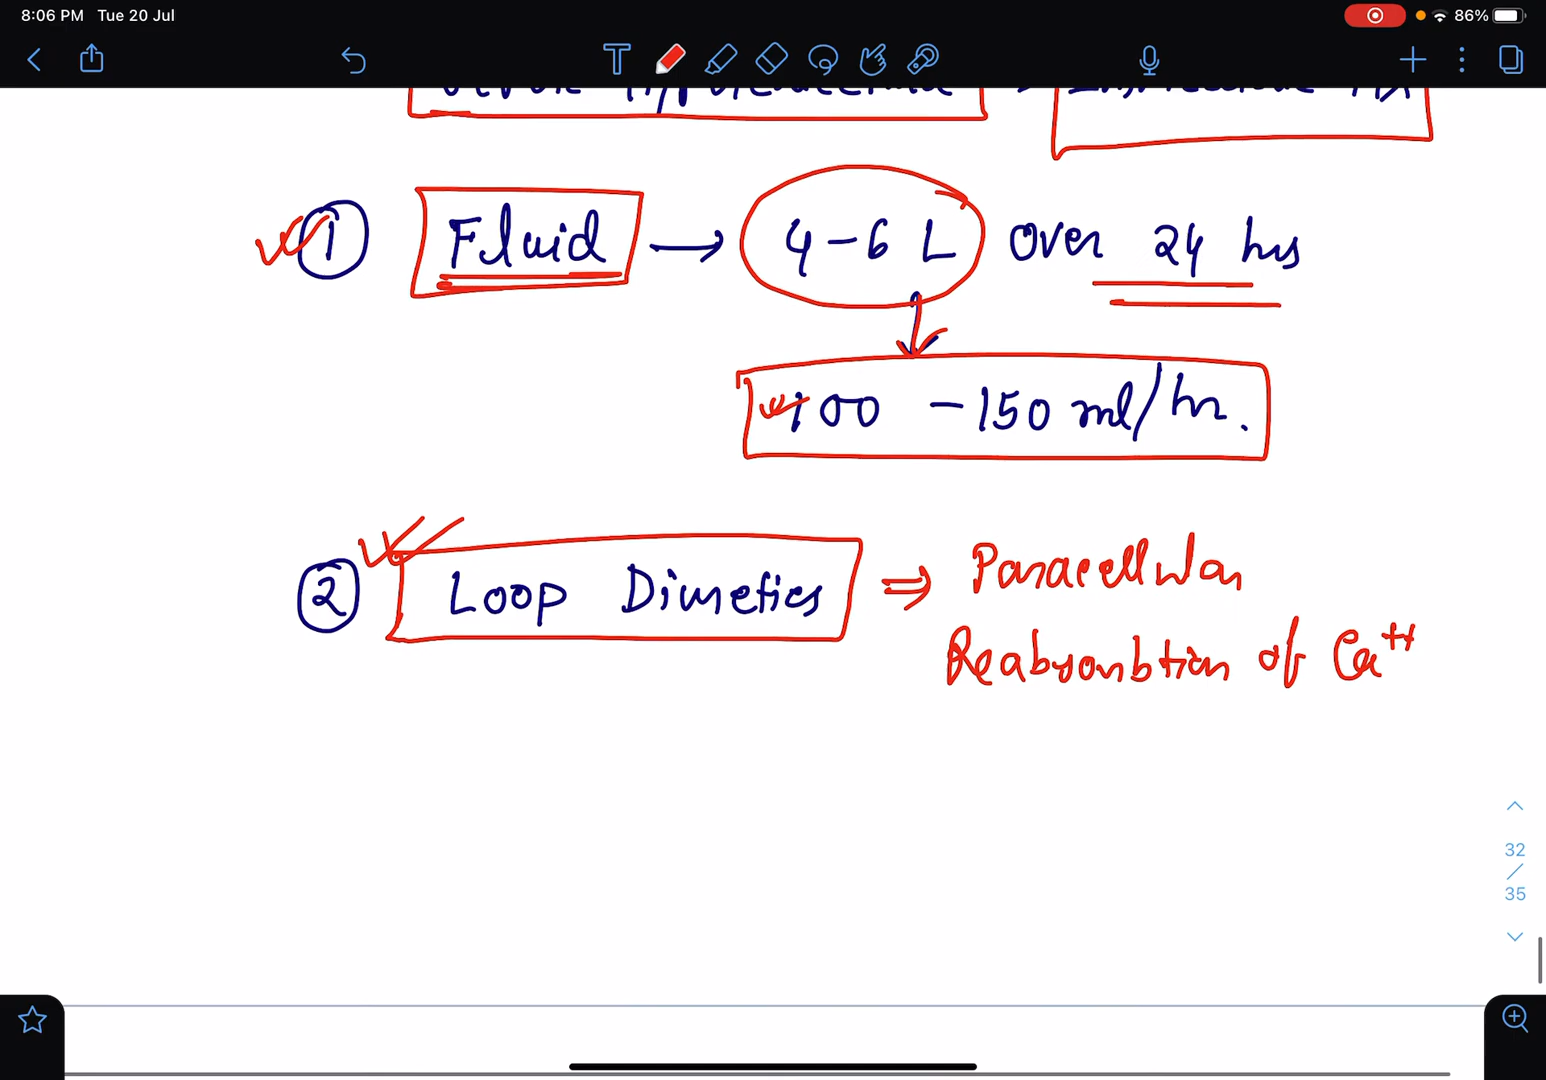 8:06 PM Tue 20 Jul
86%
① Fluid → 4-6 L Over 24 hrs
100 - 150 ml/hr.
② Loop Diuretics ⇒ Paracellular
Reabsorbtion of Ca++
32
/
35